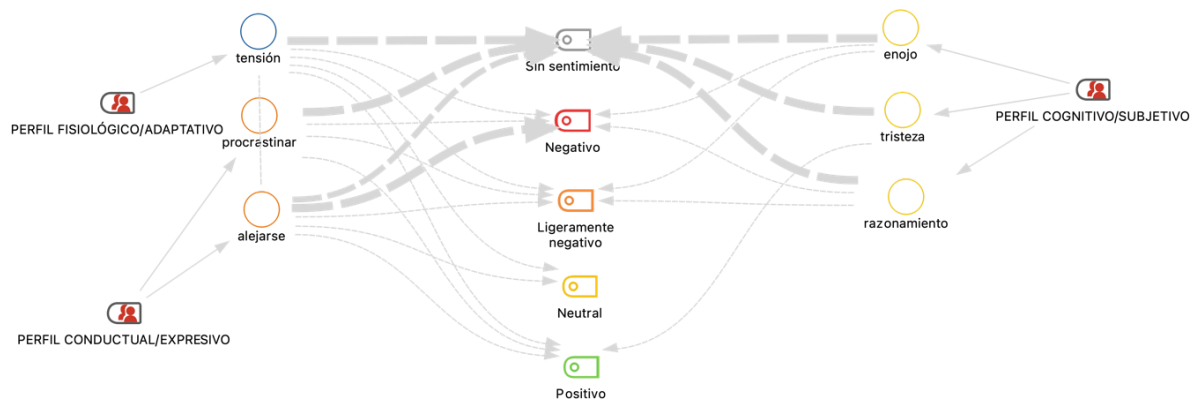 tensión
Sin sentimiento
enojo
PERFIL FISIOLÓGICO/ADAPTATIVO
PERFIL COGNITIVO/SUBJETIVO
procrastinar
Negativo
tristeza
alejarse
Ligeramente
negativo
razonamiento
Neutral
PERFIL CONDUCTUAL/EXPRESIVO
Positivo